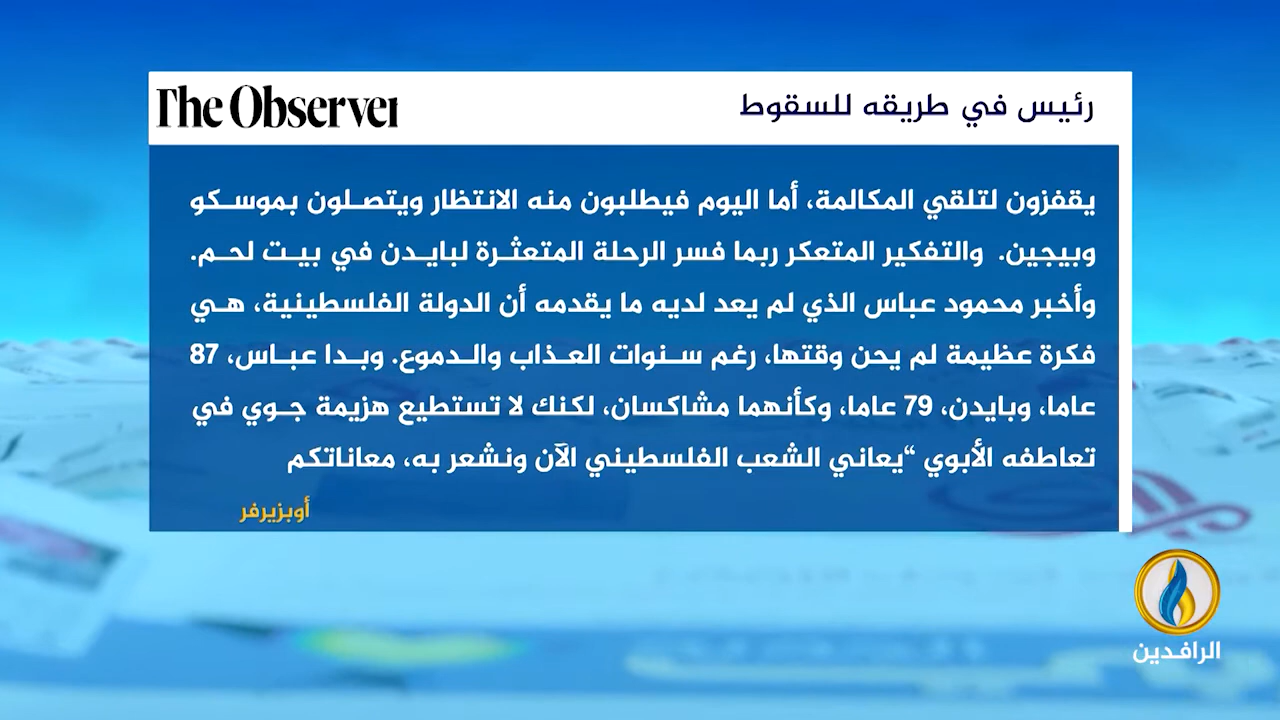 رئيس في طريقه للسقوط
The Observer
يقفزون لتلقي المكالمة، أما اليوم فيطلبون منه الانتظار ويتصلون بموسكو
وبيجين. والتفكير المتعكر ربما فسر الرحلة المتعثرة لبايدن في بيت لحم.
وأخبر محمود عباس الذي لم يعد لديه ما يقدمه أن الدولة الفلسطينية، هي
فكرة عظيمة لم يحن وقتها، رغم سنوات العذاب والدموع. وبدا عباس، 87
عاما، وبايدن، 79 عاما، وكأنهما مشاكسان، لكنك لا تستطيع هزيمة جوي في
تعاطفه الأبوي “يعاني الشعب الفلسطيني الآن ونشعر به، معاناتكم
أوبزيرفر
الرافدين